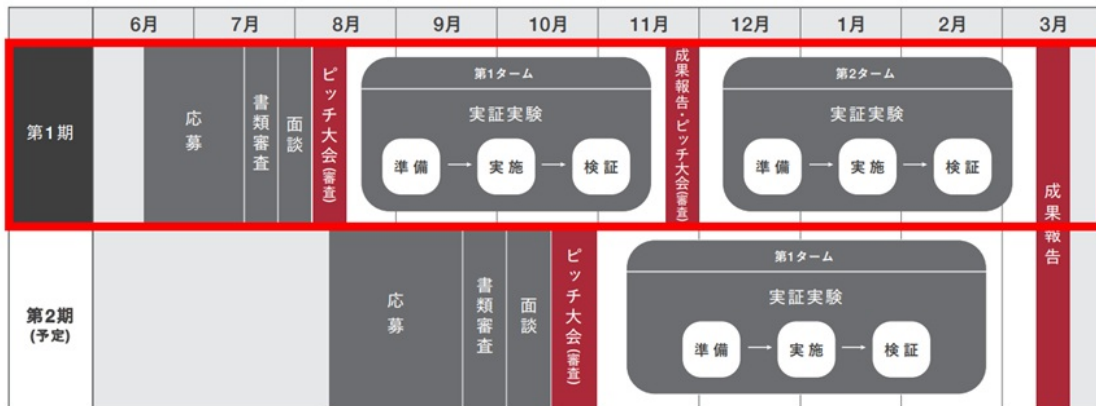 6月 7月 8月 9月 10月 11月 12月 1月 2月 3月
第1期
応募
書類審査
面談
ピッチ大会(審査)
第1ターム
実証実験
準備 → 実施 → 検証
成果報告・ピッチ大会(審査)
第2ターム
実証実験
準備 → 実施 → 検証
成果報告
第2期
(予定)
応募
書類審査
面談
ピッチ大会(審査)
第1ターム
実証実験
準備 → 実施 → 検証